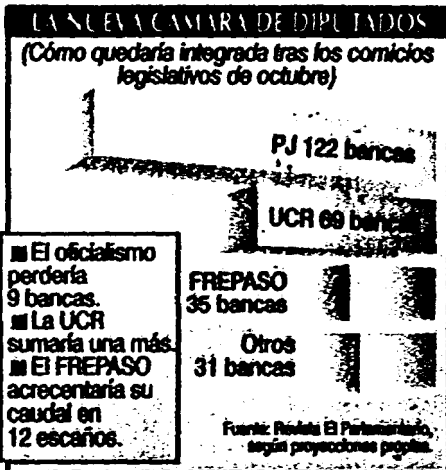 LA NUEVA CAMARA DE DIPUTADOS
(Cómo quedaría integrada tras los comicios
legislativos de octubre)
PJ 122 bancas
UCR 69 bancas
FREPASO
35 bancas
Otros
31 bancas
■ El oficialismo
perdería
9 bancas.
■ La UCR
sumaría una más.
■ El FREPASO
acrecentaría su
caudal en
12 escaños.
Fuente: Revista El Parlamentario,
según proyecciones propias.